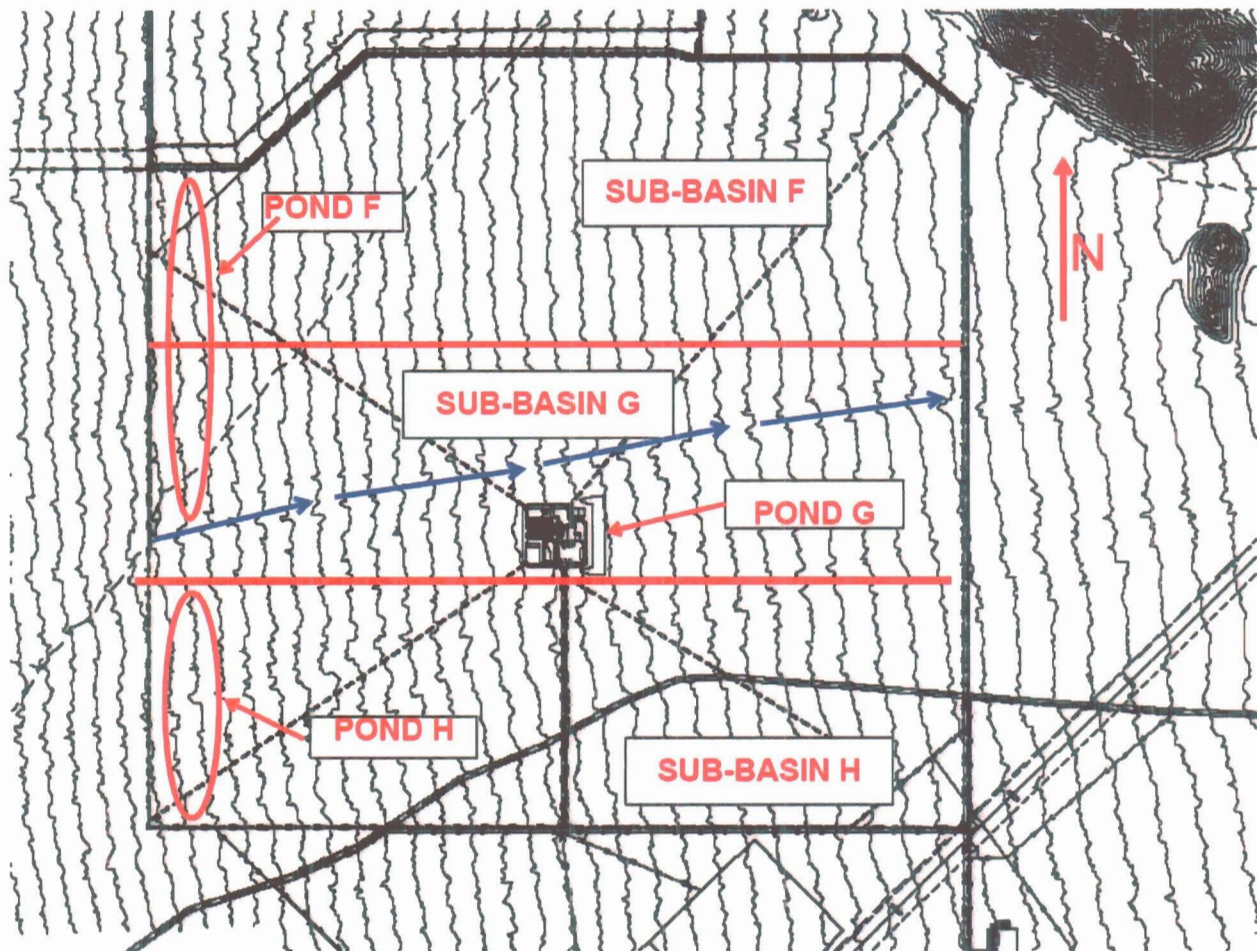 SUB-BASIN F
POND F
N
SUB-BASIN G
POND G
POND H
SUB-BASIN H